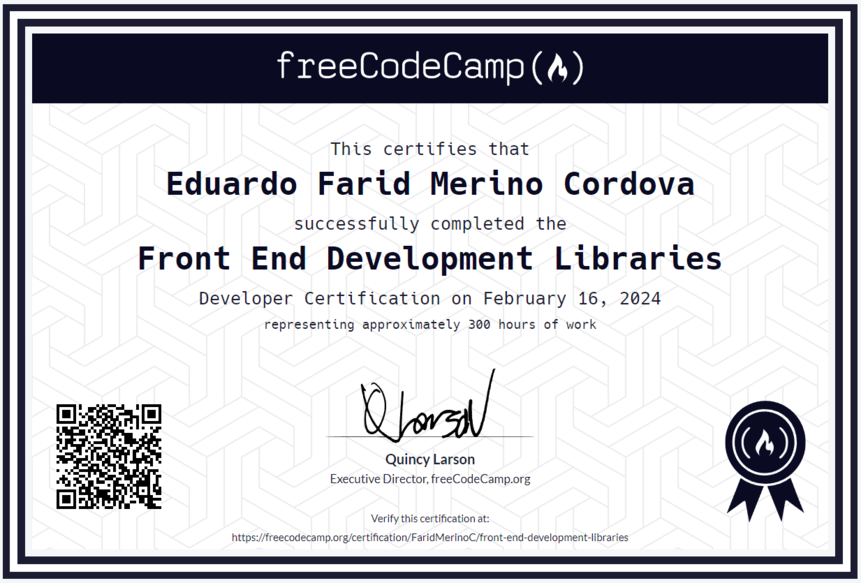 freeCodeCamp
This certifies that
Eduardo Farid Merino Cordova
successfully completed the
Front End Development Libraries
Developer Certification on February 16, 2024
representing approximately 300 hours of work
Quincy Larson
Executive Director, freeCodeCamp.org
Verify this certification at:
https://freecodecamp.org/certification/FaridMerinoC/front-end-development-libraries